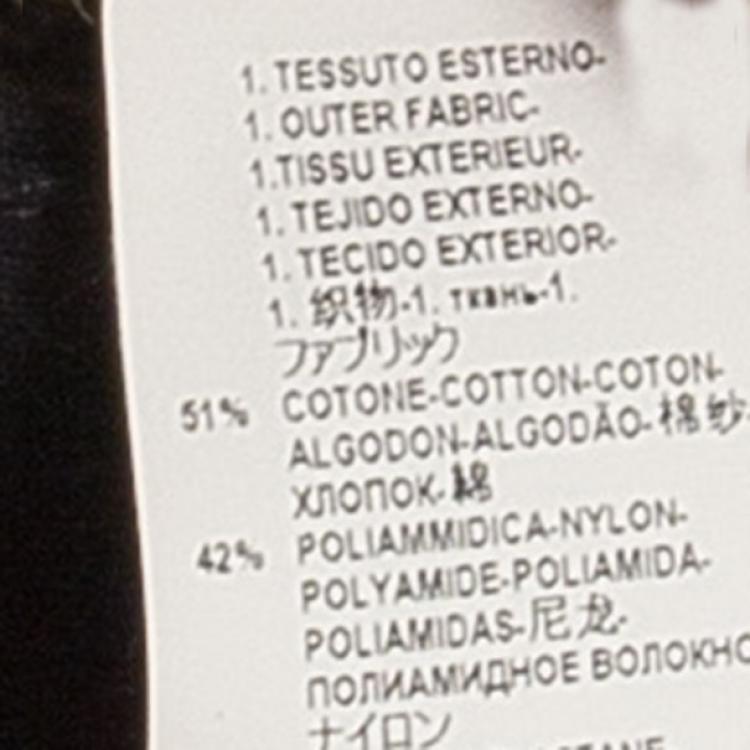 1. TESSUTO ESTERNO-
1. OUTER FABRIC-
1.TISSU EXTERIEUR-
1. TEJIDO EXTERNO-
1. TECIDO EXTERIOR-
1. 织物-1. ткань-1.
ファブリック
51% COTONE-COTTON-COTON-
ALGODON-ALGODÃO-棉纱-
ХЛОПОК-綿
42% POLIAMMIDICA-NYLON-
POLYAMIDE-POLIAMIDA-
POLIAMIDAS-尼龙-
ПОЛИАМИДНОЕ ВОЛОКНО
ナイロン